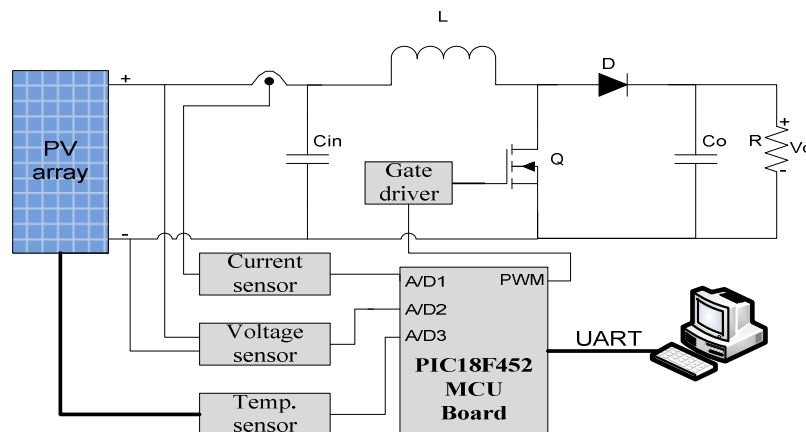 L
D
+
+
PV
array
Cin
Q
Co
R
Vo
-
Gate
driver
-
Current
sensor
A/D1
PWM
A/D2
Voltage
sensor
A/D3
UART
PIC18F452
MCU
Board
Temp.
sensor